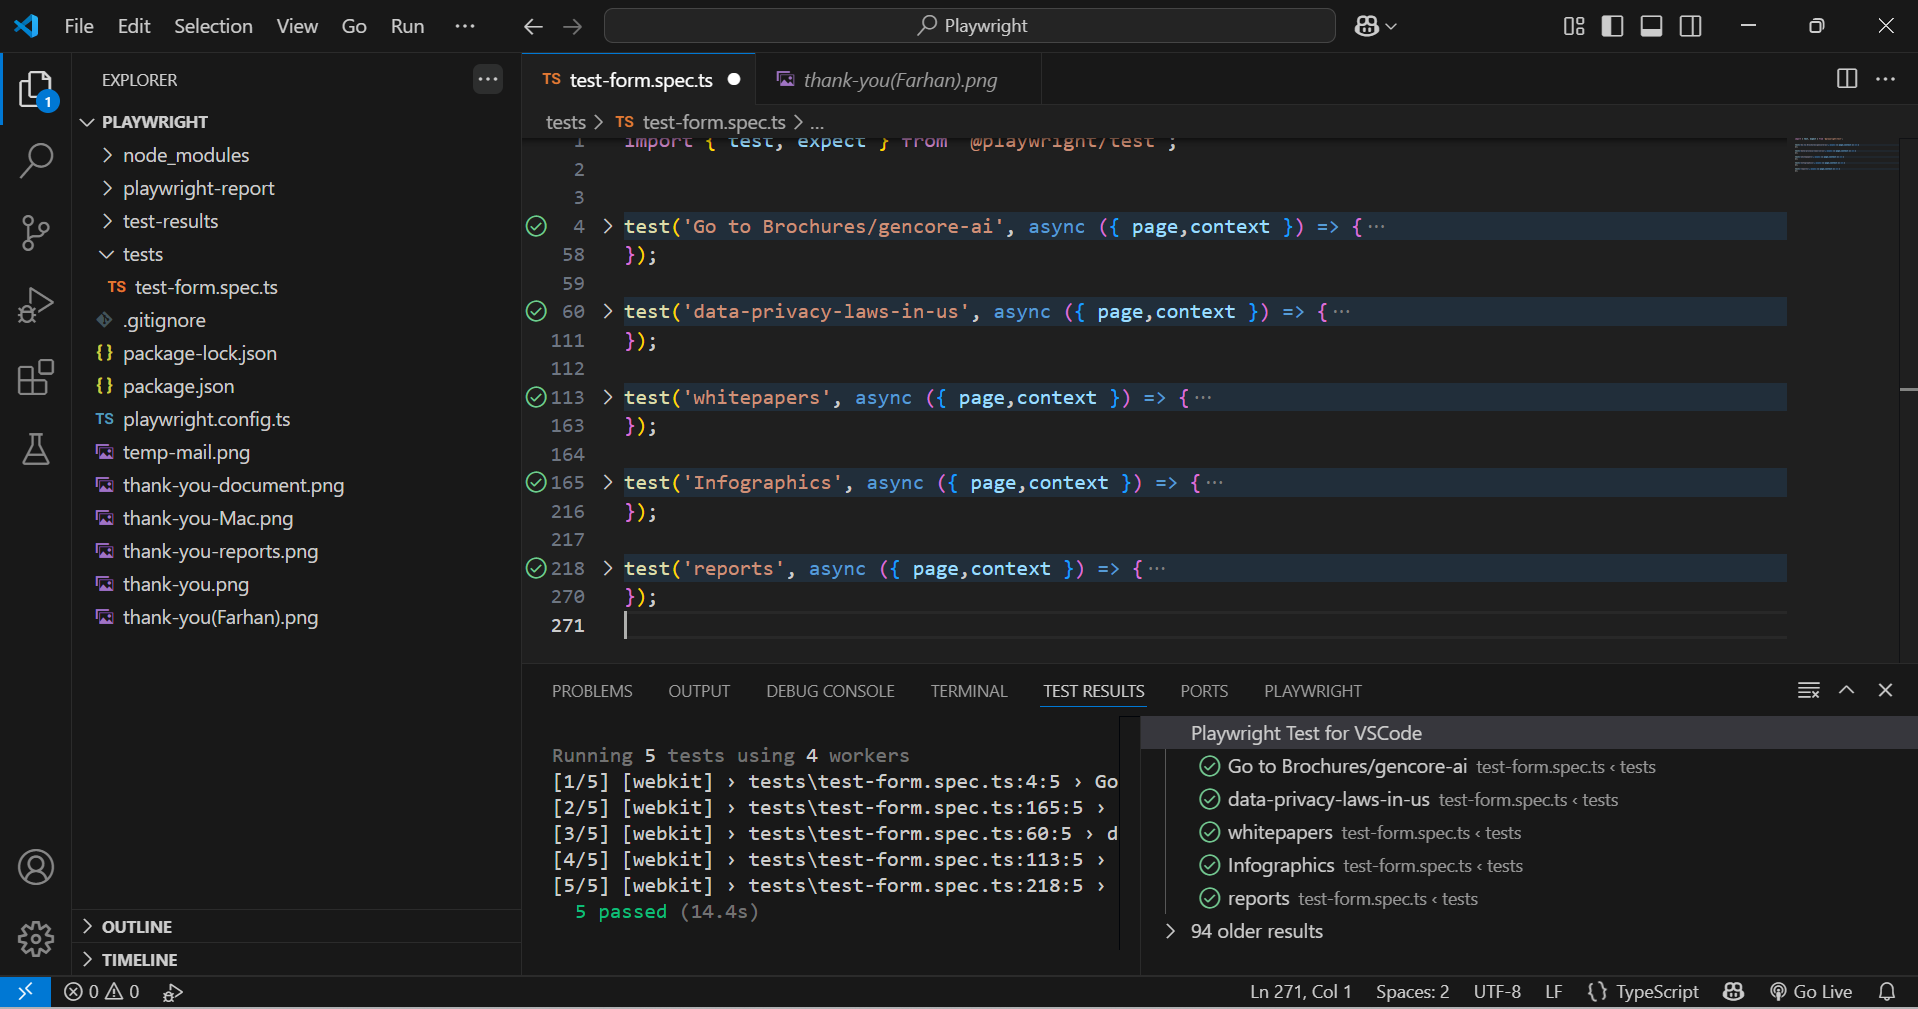 File Edit Selection View Go Run ··· Playwright
EXPLORER ···
PLAYWRIGHT
node_modules
playwright-report
test-results
tests
TS test-form.spec.ts
.gitignore
{} package-lock.json
{} package.json
TS playwright.config.ts
temp-mail.png
thank-you-document.png
thank-you-Mac.png
thank-you-reports.png
thank-you.png
thank-you(Farhan).png
OUTLINE
TIMELINE
1
TS test-form.spec.ts ● thank-you(Farhan).png
tests > TS test-form.spec.ts > ...
1 import { test, expect } from '@playwright/test';
2
3
4 test('Go to Brochures/gencore-ai', async ({ page,context }) => {···
58 });
59
60 test('data-privacy-laws-in-us', async ({ page,context }) => {···
111 });
112
113 test('whitepapers', async ({ page,context }) => {···
163 });
164
165 test('Infographics', async ({ page,context }) => {···
216 });
217
218 test('reports', async ({ page,context }) => {···
270 });
271
PROBLEMS OUTPUT DEBUG CONSOLE TERMINAL TEST RESULTS PORTS PLAYWRIGHT
Running 5 tests using 4 workers
[1/5] [webkit] › tests\test-form.spec.ts:4:5 › Go
[2/5] [webkit] › tests\test-form.spec.ts:165:5 ›
[3/5] [webkit] › tests\test-form.spec.ts:60:5 › d
[4/5] [webkit] › tests\test-form.spec.ts:113:5 ›
[5/5] [webkit] › tests\test-form.spec.ts:218:5 ›
5 passed (14.4s)
Playwright Test for VSCode
Go to Brochures/gencore-ai test-form.spec.ts ‹ tests
data-privacy-laws-in-us test-form.spec.ts ‹ tests
whitepapers test-form.spec.ts ‹ tests
Infographics test-form.spec.ts ‹ tests
reports test-form.spec.ts ‹ tests
94 older results
0 0 Ln 271, Col 1 Spaces: 2 UTF-8 LF {} TypeScript Go Live